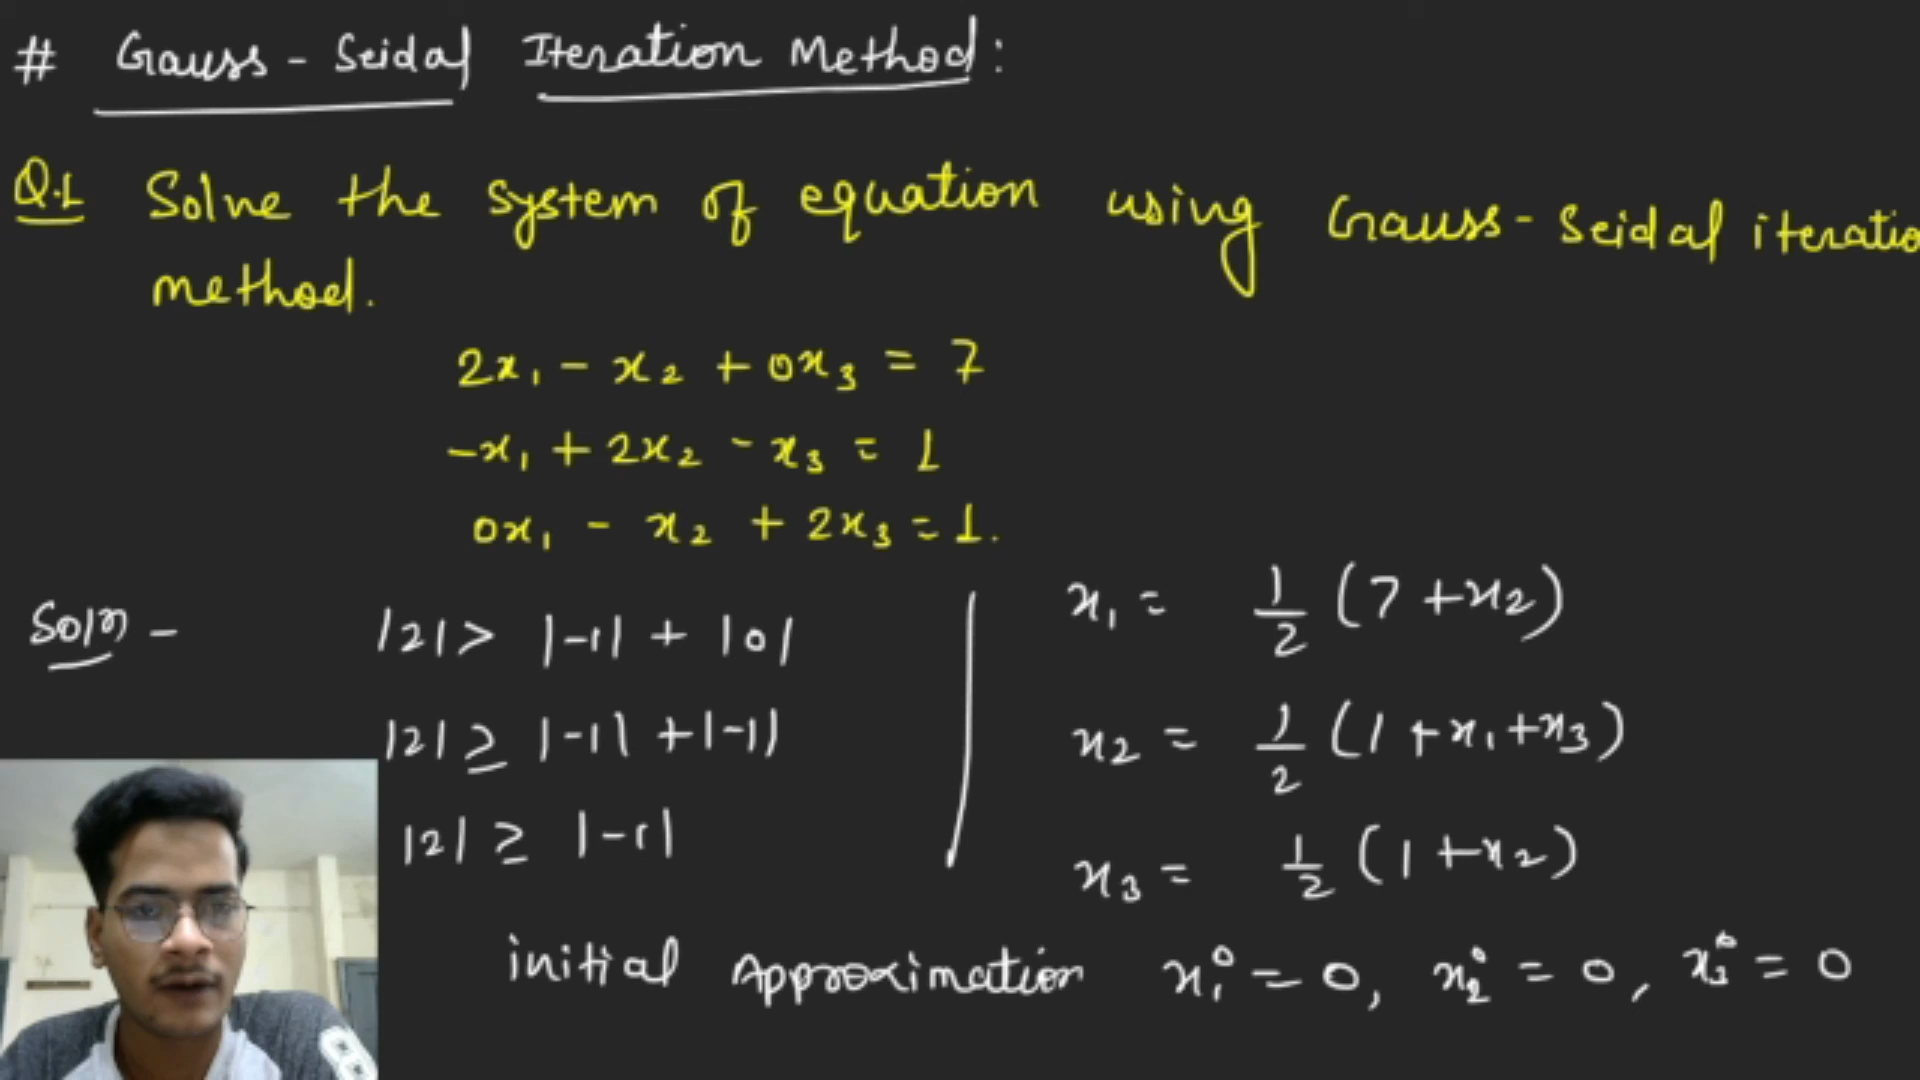 # Gauss - Seidal Iteration Method:
Q.1 Solve the system of equation using Gauss - Seidal iteratio
method.
2x₁ - x₂ + 0x₃ = 7
-x₁ + 2x₂ - x₃ = 1
0x₁ - x₂ + 2x₃ = 1.
Soln -
|2| > |-1| + |0|
|2| ≥ |-1| + |-1|
|2| ≥ |-1|
x₁ = 1/2 (7 + x₂)
x₂ = 1/2 (1 + x₁ + x₃)
x₃ = 1/2 (1 + x₂)
initial Approximation x₁⁰ = 0, x₂⁰ = 0, x₃⁰ = 0